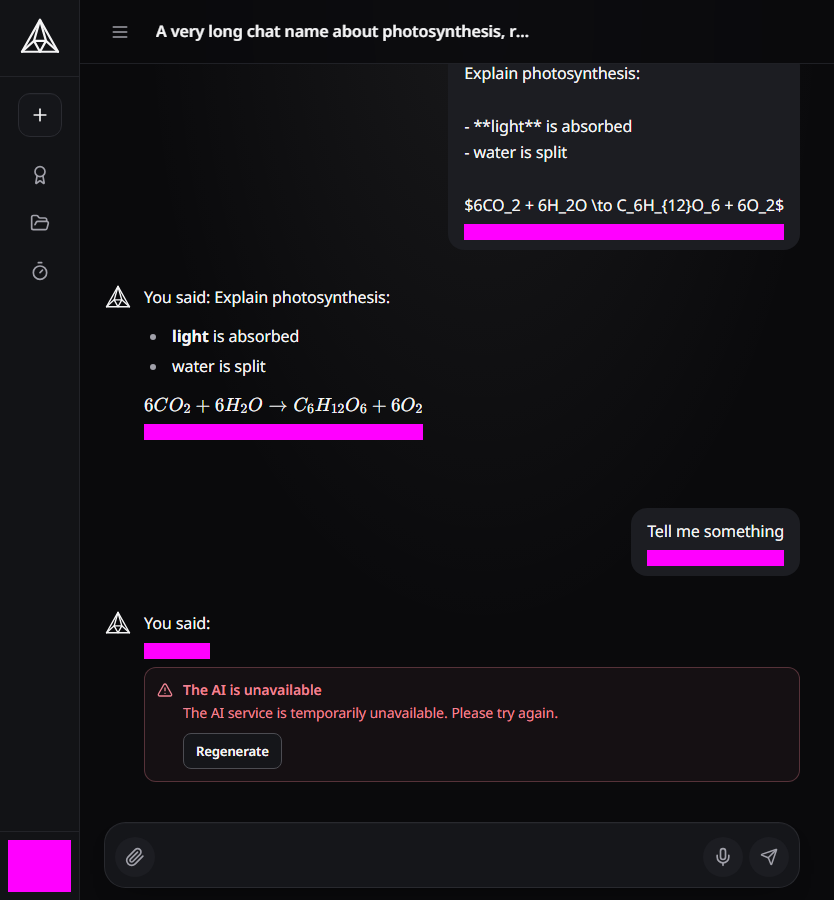 A very long chat name about photosynthesis, r...
Explain photosynthesis:
- **light** is absorbed
- water is split
$6CO_2 + 6H_2O \to C_6H_{12}O_6 + 6O_2$
You said: Explain photosynthesis:
• light is absorbed
• water is split
6CO₂ + 6H₂O → C₆H₁₂O₆ + 6O₂
Tell me something
You said:
The AI is unavailable
The AI service is temporarily unavailable. Please try again.
Regenerate